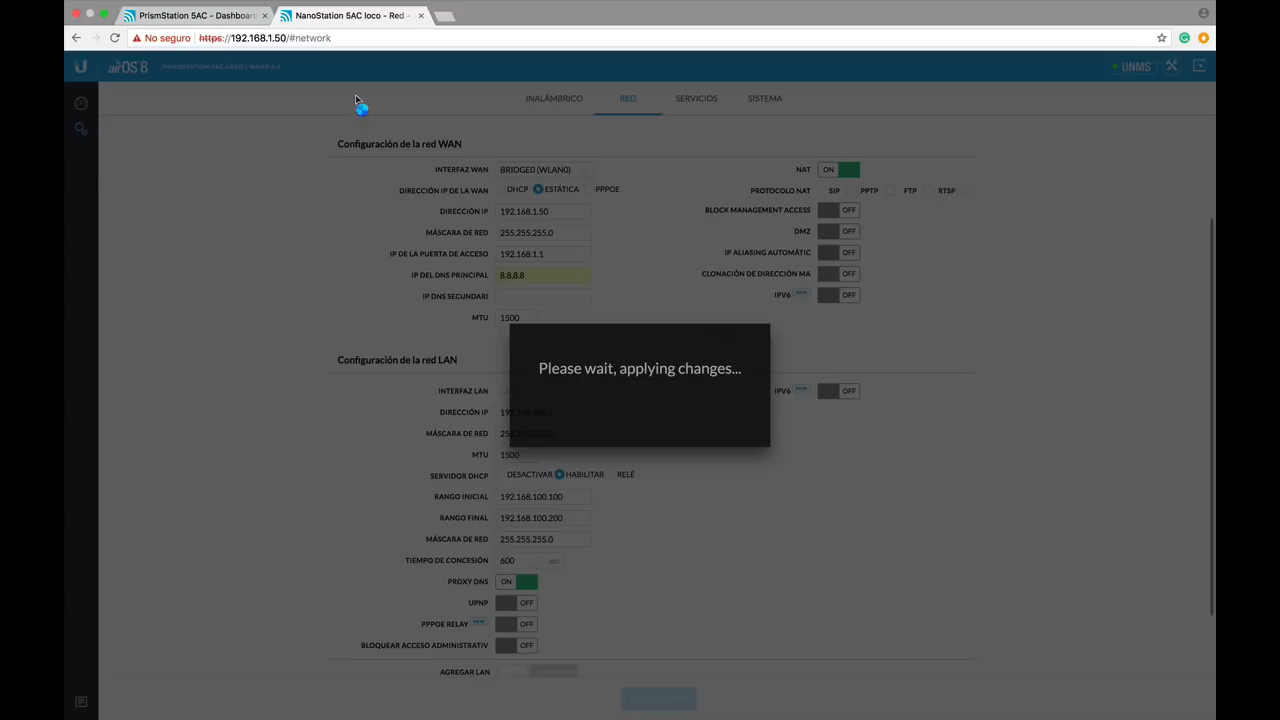 PrismStation 5AC - Dashboar
NanoStation 5AC loco - Red -
No seguro https://192.168.1.50/#network
airOS 8
UNMS
INALÁMBRICO RED SERVICIOS SISTEMA
Configuración de la red WAN
INTERFAZ WAN BRIDGE0 (WLAN0)
DIRECCIÓN IP DE LA WAN DHCP ESTÁTICA PPPOE
DIRECCIÓN IP 192.168.1.50
MÁSCARA DE RED 255.255.255.0
IP DE LA PUERTA DE ACCESO 192.168.1.1
IP DEL DNS PRINCIPAL 8.8.8.8
IP DNS SECUNDARI
MTU 1500
NAT ON
PROTOCOLO NAT SIP PPTP FTP RTSP
BLOCK MANAGEMENT ACCESS OFF
DMZ OFF
IP ALIASING AUTOMÁTIC OFF
CLONACIÓN DE DIRECCIÓN MA OFF
IPV6 NEW OFF
Please wait, applying changes...
Configuración de la red LAN
INTERFAZ LAN
DIRECCIÓN IP
MÁSCARA DE RED
MTU 1500
SERVIDOR DHCP DESACTIVAR HABILITAR RELÉ
RANGO INICIAL 192.168.100.100
RANGO FINAL 192.168.100.200
MÁSCARA DE RED 255.255.255.0
TIEMPO DE CONCESIÓN 600 SEC
PROXY DNS ON
UPNP OFF
PPPOE RELAY NEW OFF
BLOQUEAR ACCESO ADMINISTRATIV OFF
AGREGAR LAN
IPV6 NEW OFF